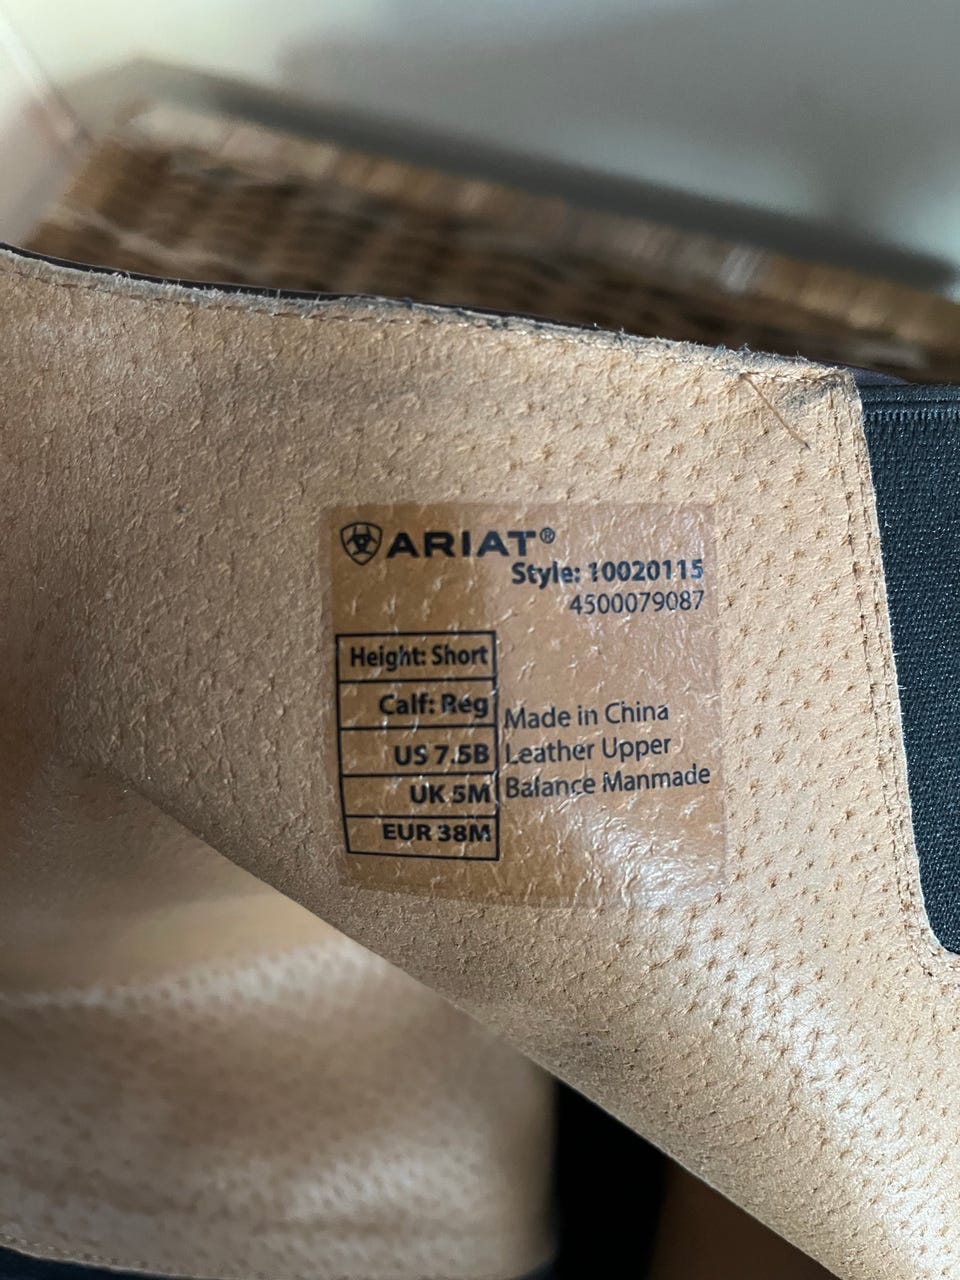 ARIAT®
Style: 10020115
4500079087
Height: Short
Calf: Reg
US 7.5B
UK 5M
EUR 38M
Made in China
Leather Upper
Balance Manmade